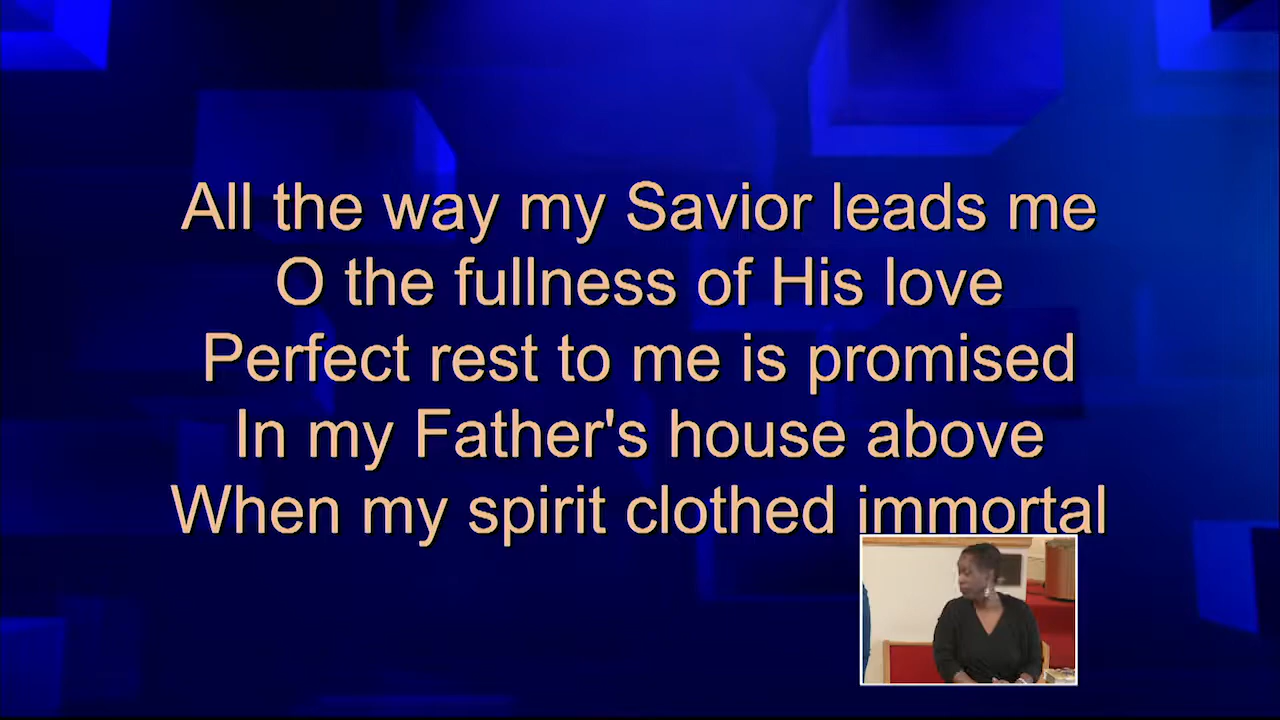 All the way my Savior leads me
O the fullness of His love
Perfect rest to me is promised
In my Father's house above
When my spirit clothed immortal